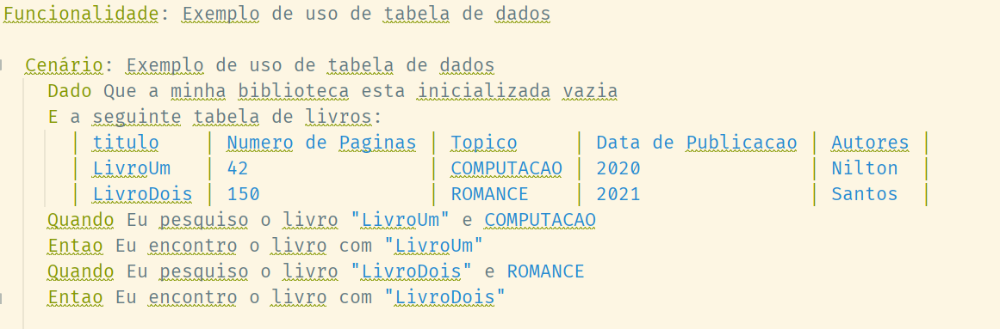 Funcionalidade: Exemplo de uso de tabela de dados
Cenário: Exemplo de uso de tabela de dados
Dado Que a minha biblioteca esta inicializada vazia
E a seguinte tabela de livros:
| titulo | Numero de Paginas | Topico | Data de Publicacao | Autores |
| LivroUm | 42 | COMPUTACAO | 2020 | Nilton |
| LivroDois | 150 | ROMANCE | 2021 | Santos |
Quando Eu pesquiso o livro "LivroUm" e COMPUTACAO
Entao Eu encontro o livro com "LivroUm"
Quando Eu pesquiso o livro "LivroDois" e ROMANCE
Entao Eu encontro o livro com "LivroDois"